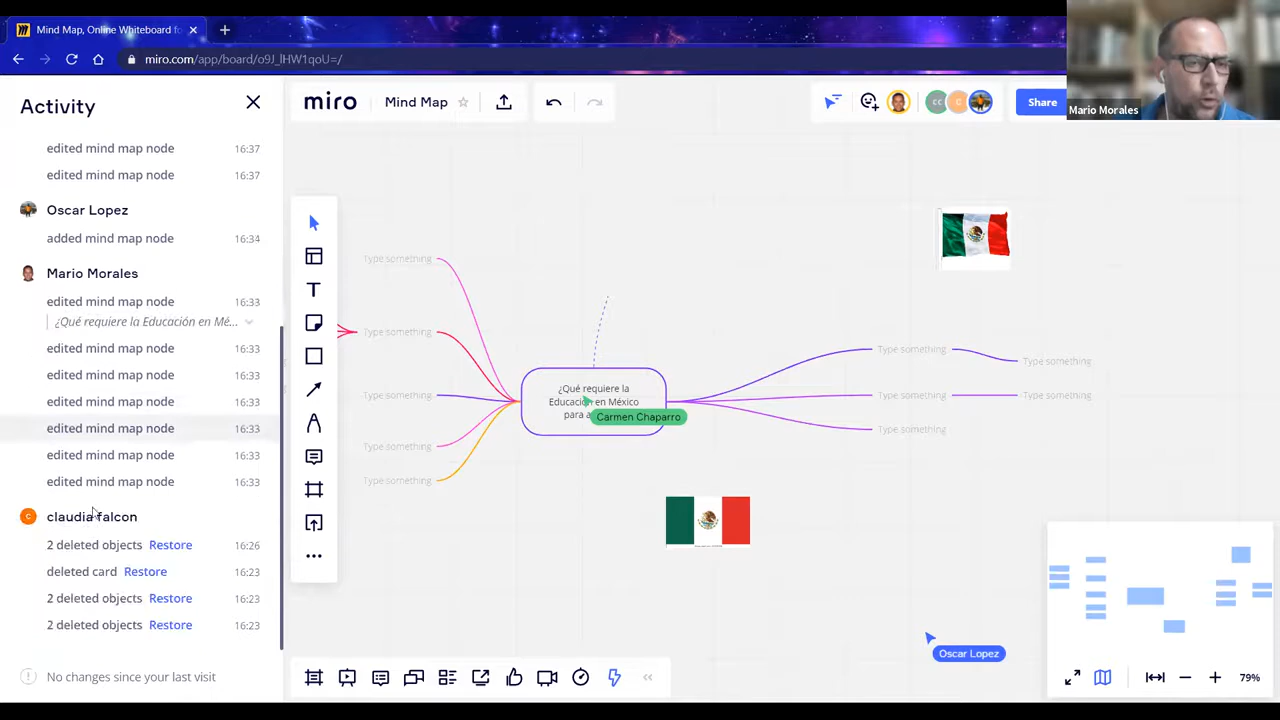 Mind Map, Online Whiteboard fo
miro.com/app/board/o9J_lHW1qoU=/
Mario Morales
Activity
edited mind map node 16:37
edited mind map node 16:37
Oscar Lopez
added mind map node 16:34
Mario Morales
edited mind map node 16:33
¿Qué requiere la Educación en Mé...
edited mind map node 16:33
edited mind map node 16:33
edited mind map node 16:33
edited mind map node 16:33
edited mind map node 16:33
edited mind map node 16:33
claudia falcon
2 deleted objects Restore 16:26
deleted card Restore 16:23
2 deleted objects Restore 16:23
2 deleted objects Restore 16:23
No changes since your last visit
miro Mind Map
CC C
Share
Type something
Type something
Type something
Type something
Type something
¿Qué requiere la
Educación en México
para a
Carmen Chaparro
Type something
Type something
Type something
Type something
Type something
Oscar Lopez
79%